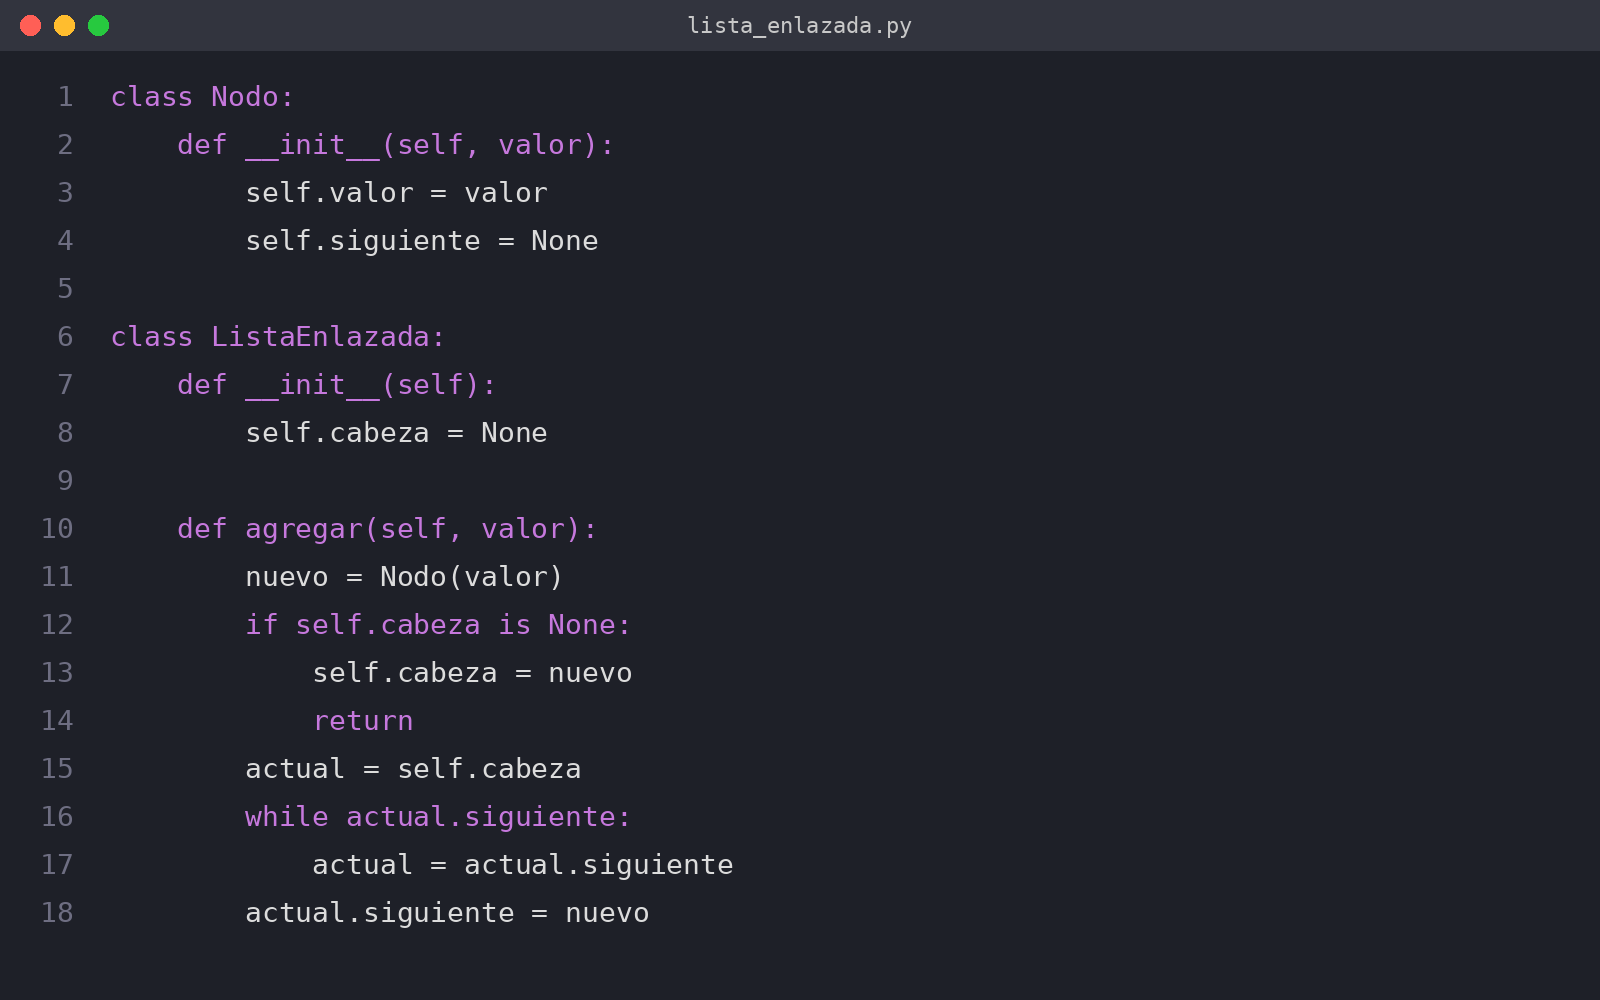 lista_enlazada.py
1 class Nodo:
2     def __init__(self, valor):
3         self.valor = valor
4         self.siguiente = None
5
6 class ListaEnlazada:
7     def __init__(self):
8         self.cabeza = None
9
10     def agregar(self, valor):
11         nuevo = Nodo(valor)
12         if self.cabeza is None:
13             self.cabeza = nuevo
14             return
15         actual = self.cabeza
16         while actual.siguiente:
17             actual = actual.siguiente
18         actual.siguiente = nuevo